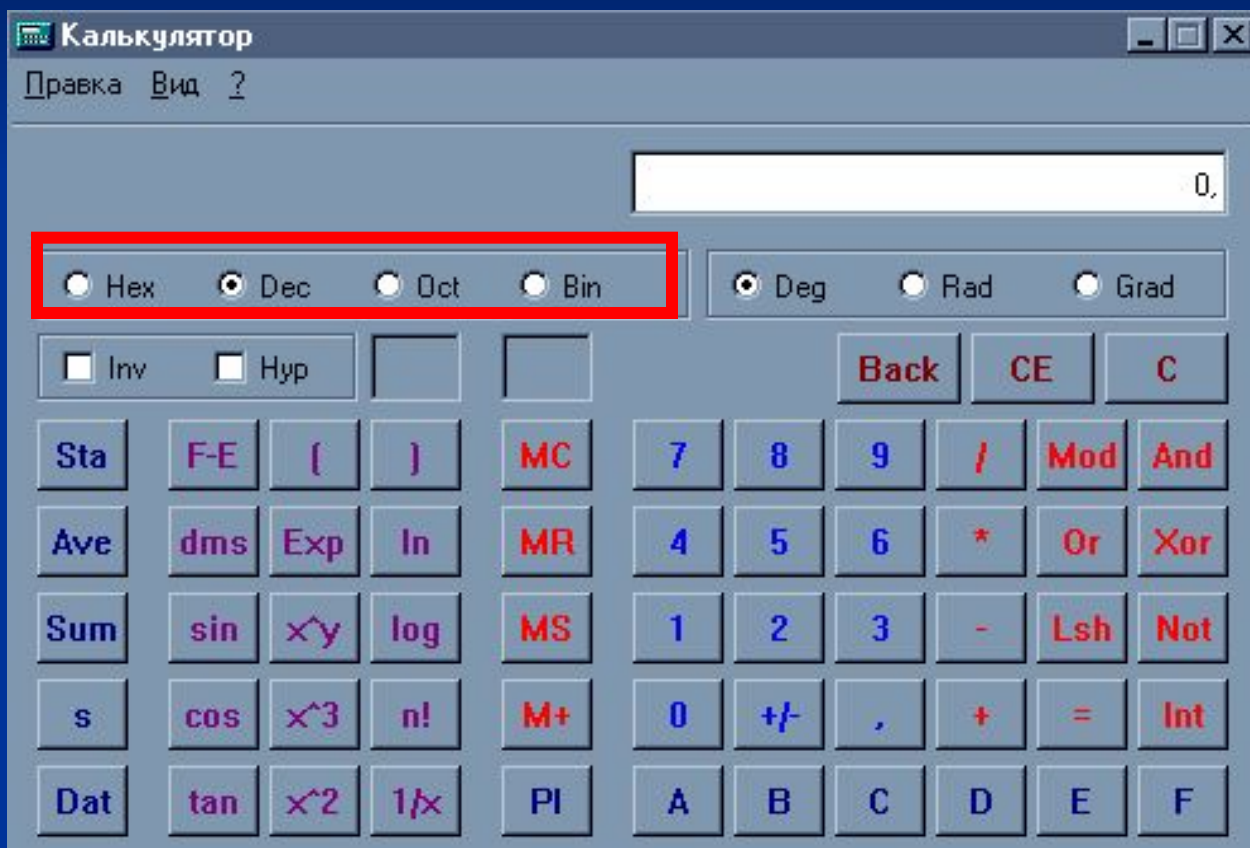 Калькулятор
Правка Вид ?
0,
Hex Dec Oct Bin Deg Rad Grad
Inv Hyp Back CE C
Sta F-E ( ) MC 7 8 9 / Mod And
Ave dms Exp ln MR 4 5 6 * Or Xor
Sum sin x^y log MS 1 2 3 - Lsh Not
s cos x^3 n! M+ 0 +/- , + = Int
Dat tan x^2 1/x PI A B C D E F